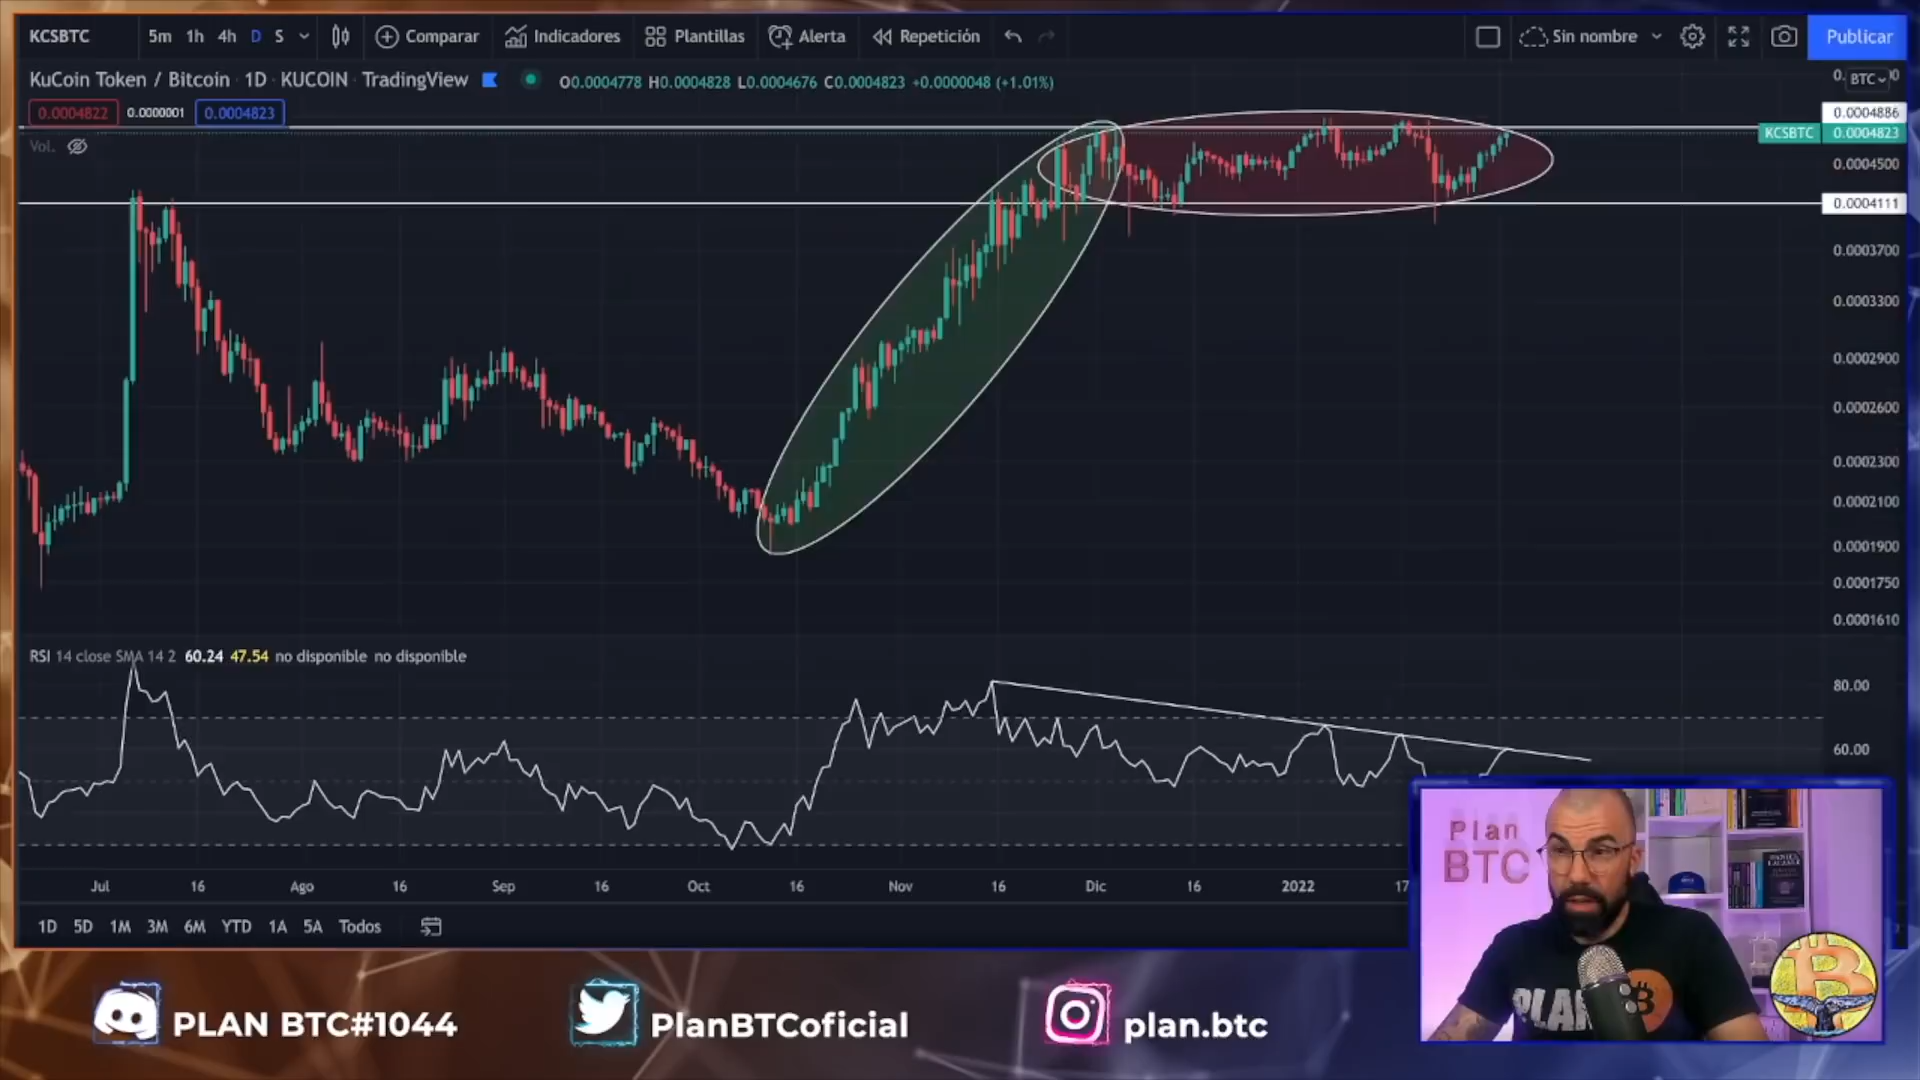 KCSBTC 5m 1h 4h D S Comparar Indicadores Plantillas Alerta Repetición Sin nombre Publicar
KuCoin Token / Bitcoin · 1D · KUCOIN · TradingView O0.0004778 H0.0004828 L0.0004676 C0.0004823 +0.0000048 (+1.01%)
BTC
0.0004822 0.0000001 0.0004823
Vol.
0.0004886
KCSBTC 0.0004823
0.0004500
0.0004111
0.0003700
0.0003300
0.0002900
0.0002600
0.0002300
0.0002100
0.0001900
0.0001750
0.0001610
RSI 14 close SMA 14 2 60.24 47.54 no disponible no disponible
80.00
60.00
Jul 16 Ago 16 Sep 16 Oct 16 Nov 16 Dic 16 2022 17
1D 5D 1M 3M 6M YTD 1A 5A Todos
Plan
BTC
PLAN
PLAN BTC#1044
PlanBTCoficial
plan.btc